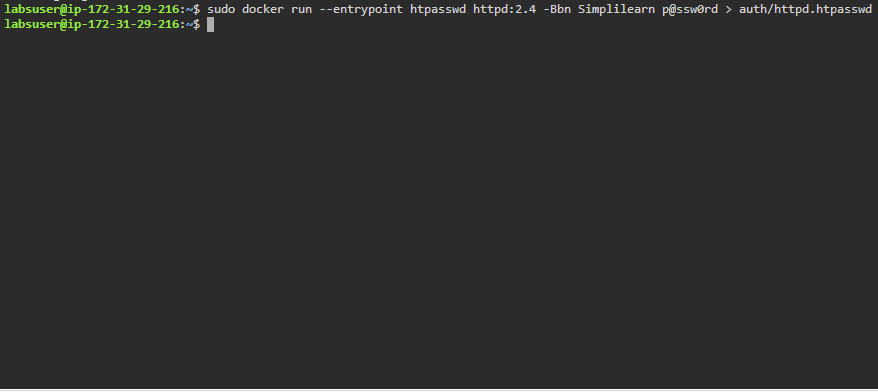 labsuser@ip-172-31-29-216:~$ sudo docker run --entrypoint htpasswd httpd:2.4 -Bbn Simplilearn p@ssw0rd > auth/httpd.htpasswd
labsuser@ip-172-31-29-216:~$